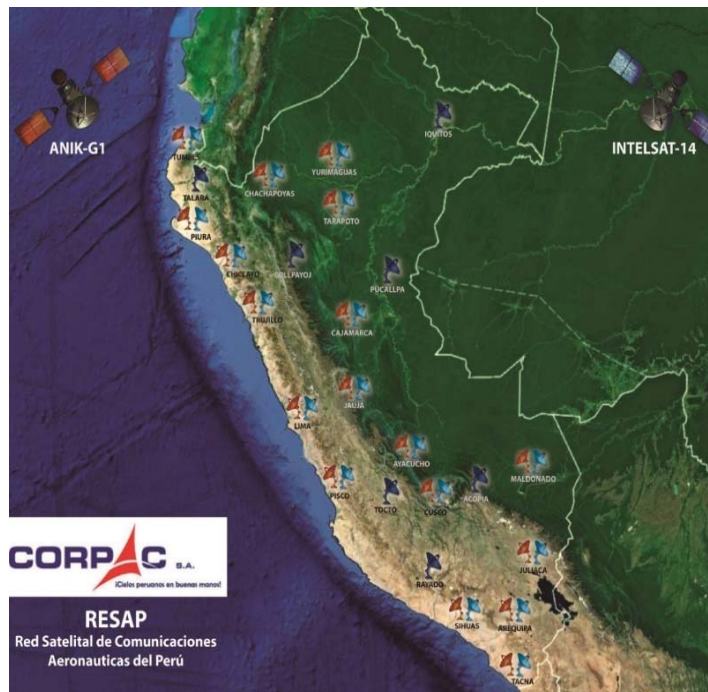 ANIK-G1
INTELSAT-14
IQUITOS
TUMBES
YURIMAGUAS
CHACHAPOYAS
TALARA
TARAPOTO
PIURA
CHICLAYO
PUCALLPA
TRUJILLO
CAJAMARCA
JAUJA
LIMA
AYACUCHO
MALDONADO
PISCO
TOCTO
CUSCO
ACOPIA
CORPAC S.A.
¡Cielos peruanos en buenas manos!
JULIACA
RAYADO
SIHUAS
AREQUIPA
RESAP
Red Satelital de Comunicaciones
Aeronauticas del Perú
TACNA